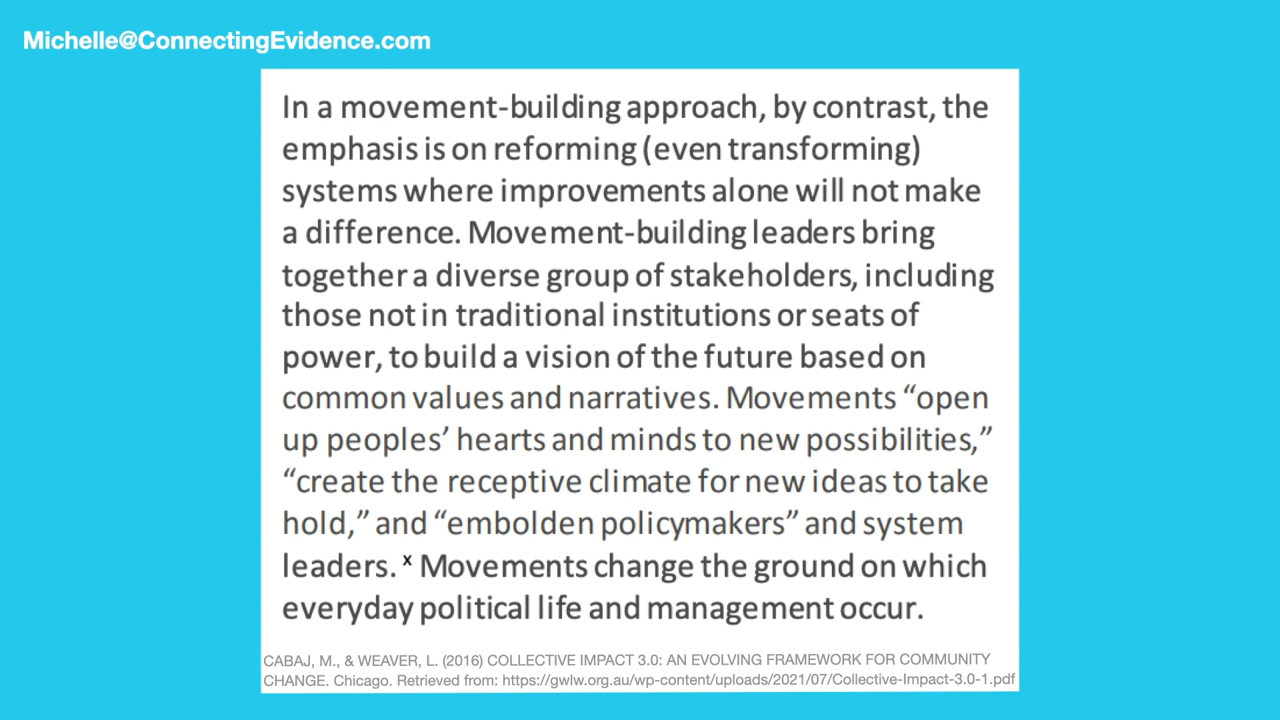 Michelle@ConnectingEvidence.com
In a movement-building approach, by contrast, the
emphasis is on reforming (even transforming)
systems where improvements alone will not make
a difference. Movement-building leaders bring
together a diverse group of stakeholders, including
those not in traditional institutions or seats of
power, to build a vision of the future based on
common values and narratives. Movements “open
up peoples’ hearts and minds to new possibilities,”
“create the receptive climate for new ideas to take
hold,” and “embolden policymakers” and system
leaders. x Movements change the ground on which
everyday political life and management occur.
CABAJ, M., & WEAVER, L. (2016) COLLECTIVE IMPACT 3.0: AN EVOLVING FRAMEWORK FOR COMMUNITY
CHANGE. Chicago. Retrieved from: https://gwlw.org.au/wp-content/uploads/2021/07/Collective-Impact-3.0-1.pdf